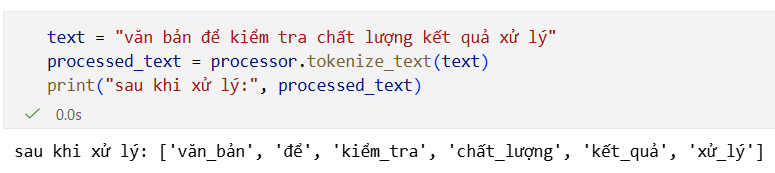 text = "văn bản để kiểm tra chất lượng kết quả xử lý"
processed_text = processor.tokenize_text(text)
print("sau khi xử lý:", processed_text)
0.0s
sau khi xử lý: ['văn_bản', 'để', 'kiểm_tra', 'chất_lượng', 'kết_quả', 'xử_lý']